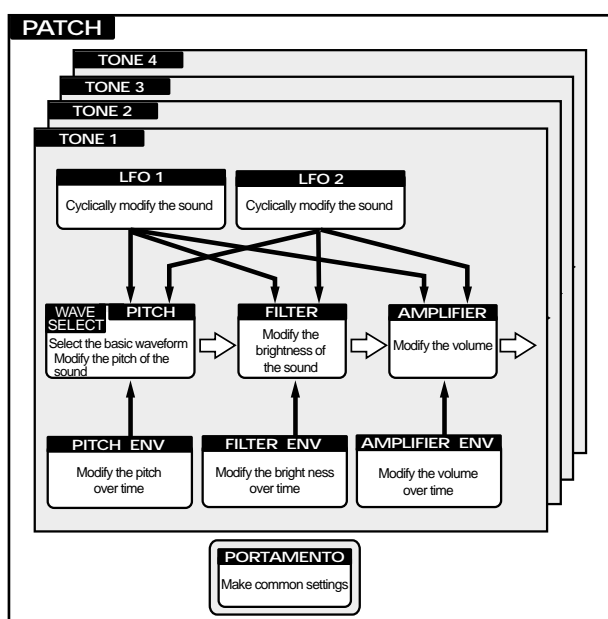 PATCH
TONE 4
TONE 3
TONE 2
TONE 1
LFO 1
Cyclically modify the sound
LFO 2
Cyclically modify the sound
WAVE
SELECT
PITCH
Select the basic waveform
Modify the pitch of the
sound
FILTER
Modify the
brightness of
the sound
AMPLIFIER
Modify the volume
PITCH ENV
Modify the pitch
over time
FILTER ENV
Modify the bright ness
over time
AMPLIFIER ENV
Modify the volume
over time
PORTAMENTO
Make common settings